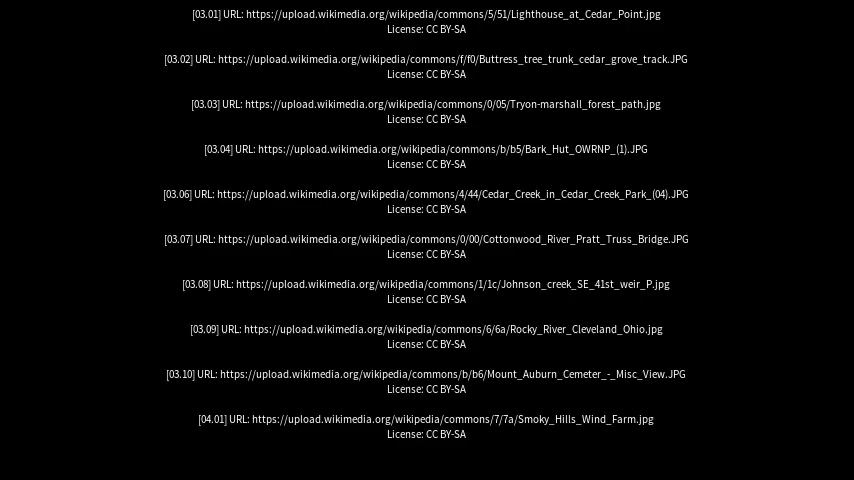 [03.01] URL: https://upload.wikimedia.org/wikipedia/commons/5/51/Lighthouse_at_Cedar_Point.jpg
License: CC BY-SA
[03.02] URL: https://upload.wikimedia.org/wikipedia/commons/f/f0/Buttress_tree_trunk_cedar_grove_track.JPG
License: CC BY-SA
[03.03] URL: https://upload.wikimedia.org/wikipedia/commons/0/05/Tryon-marshall_forest_path.jpg
License: CC BY-SA
[03.04] URL: https://upload.wikimedia.org/wikipedia/commons/b/b5/Bark_Hut_OWRNP_(1).JPG
License: CC BY-SA
[03.06] URL: https://upload.wikimedia.org/wikipedia/commons/4/44/Cedar_Creek_in_Cedar_Creek_Park_(04).JPG
License: CC BY-SA
[03.07] URL: https://upload.wikimedia.org/wikipedia/commons/0/00/Cottonwood_River_Pratt_Truss_Bridge.JPG
License: CC BY-SA
[03.08] URL: https://upload.wikimedia.org/wikipedia/commons/1/1c/Johnson_creek_SE_41st_weir_P.jpg
License: CC BY-SA
[03.09] URL: https://upload.wikimedia.org/wikipedia/commons/6/6a/Rocky_River_Cleveland_Ohio.jpg
License: CC BY-SA
[03.10] URL: https://upload.wikimedia.org/wikipedia/commons/b/b6/Mount_Auburn_Cemeter_-_Misc_View.JPG
License: CC BY-SA
[04.01] URL: https://upload.wikimedia.org/wikipedia/commons/7/7a/Smoky_Hills_Wind_Farm.jpg
License: CC BY-SA